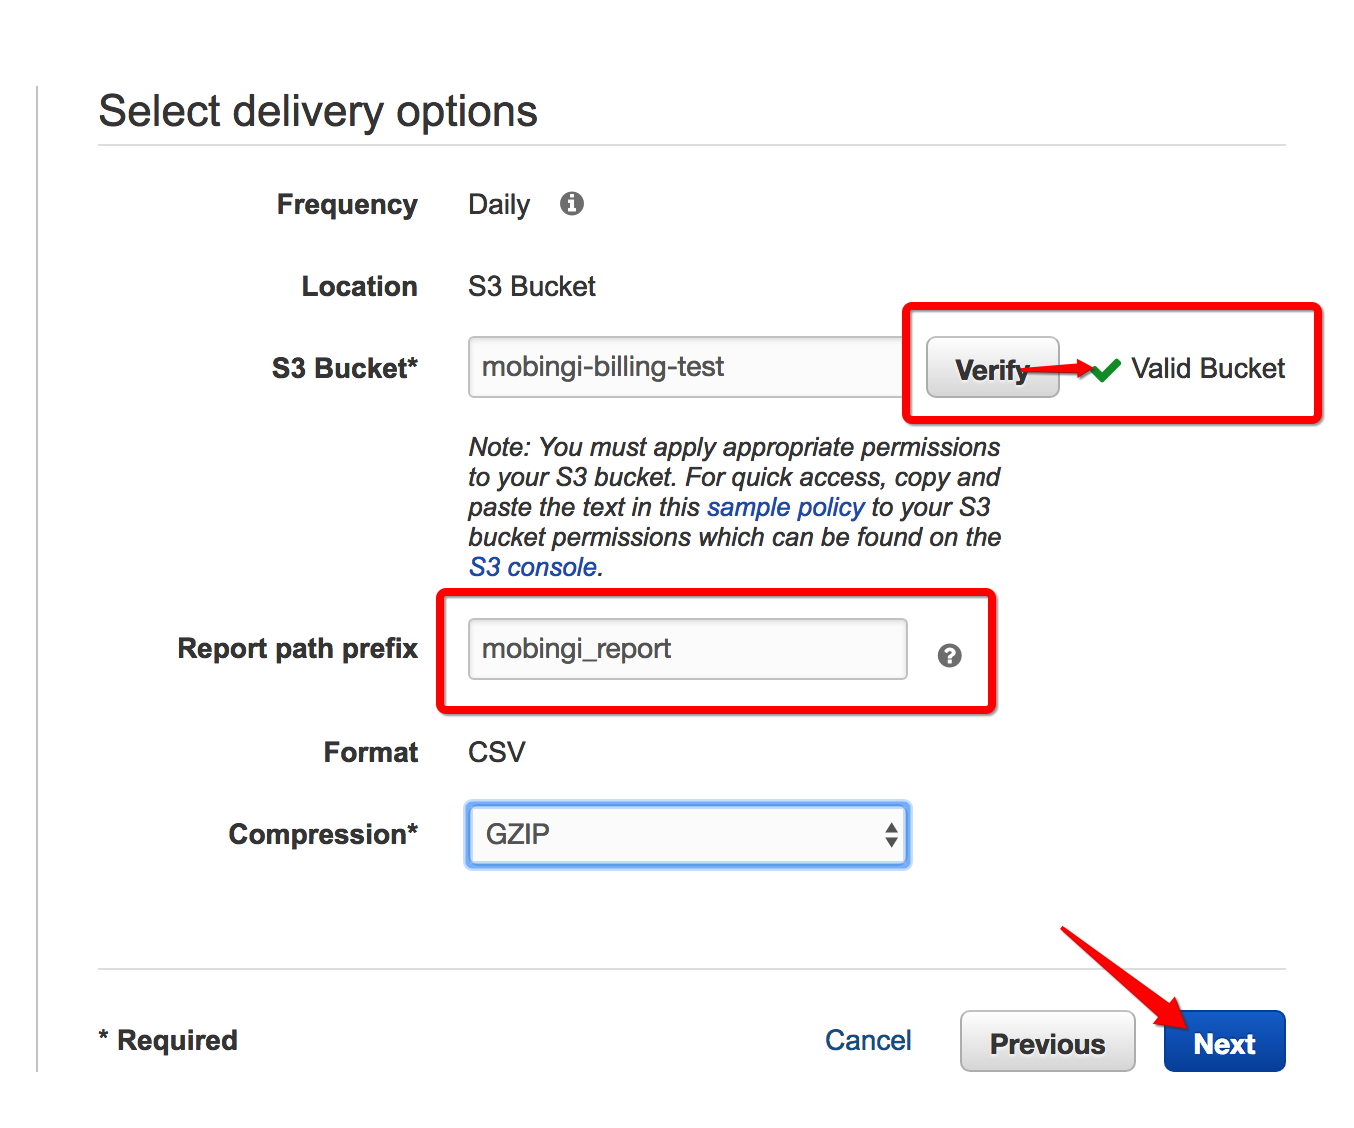 Select delivery options
Frequency Daily
Location S3 Bucket
S3 Bucket* mobingi-billing-test Verify Valid Bucket
Note: You must apply appropriate permissions
to your S3 bucket. For quick access, copy and
paste the text in this sample policy to your S3
bucket permissions which can be found on the
S3 console.
Report path prefix mobingi_report ?
Format CSV
Compression* GZIP
* Required Cancel Previous Next